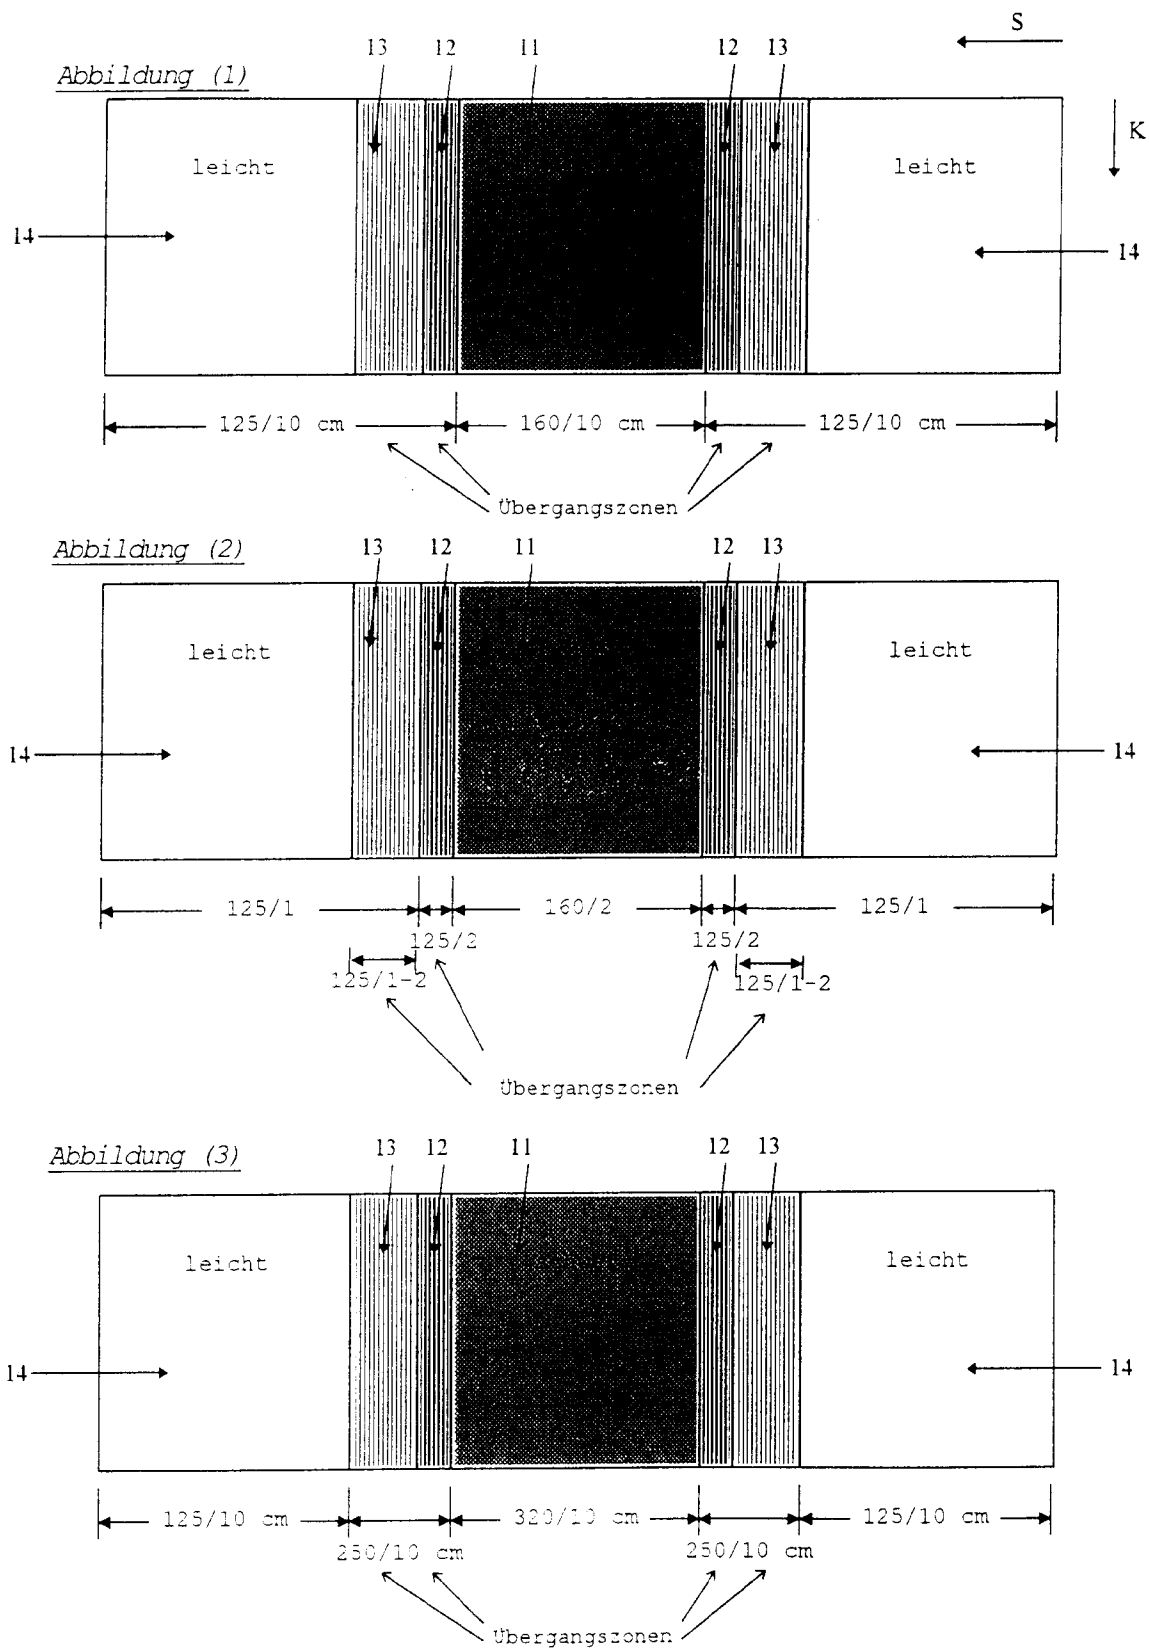 S
13 12 11 12 13
Abbildung (1)
K
leicht leicht
14 14
125/10 cm 160/10 cm 125/10 cm
Übergangszonen
Abbildung (2)
13 12 11 12 13
leicht leicht
14 14
125/1 160/2 125/1
125/2 125/2
125/1-2 125/1-2
Übergangszonen
Abbildung (3)
13 12 11 12 13
leicht leicht
14 14
125/10 cm 320/10 cm 125/10 cm
250/10 cm 250/10 cm
Übergangszonen